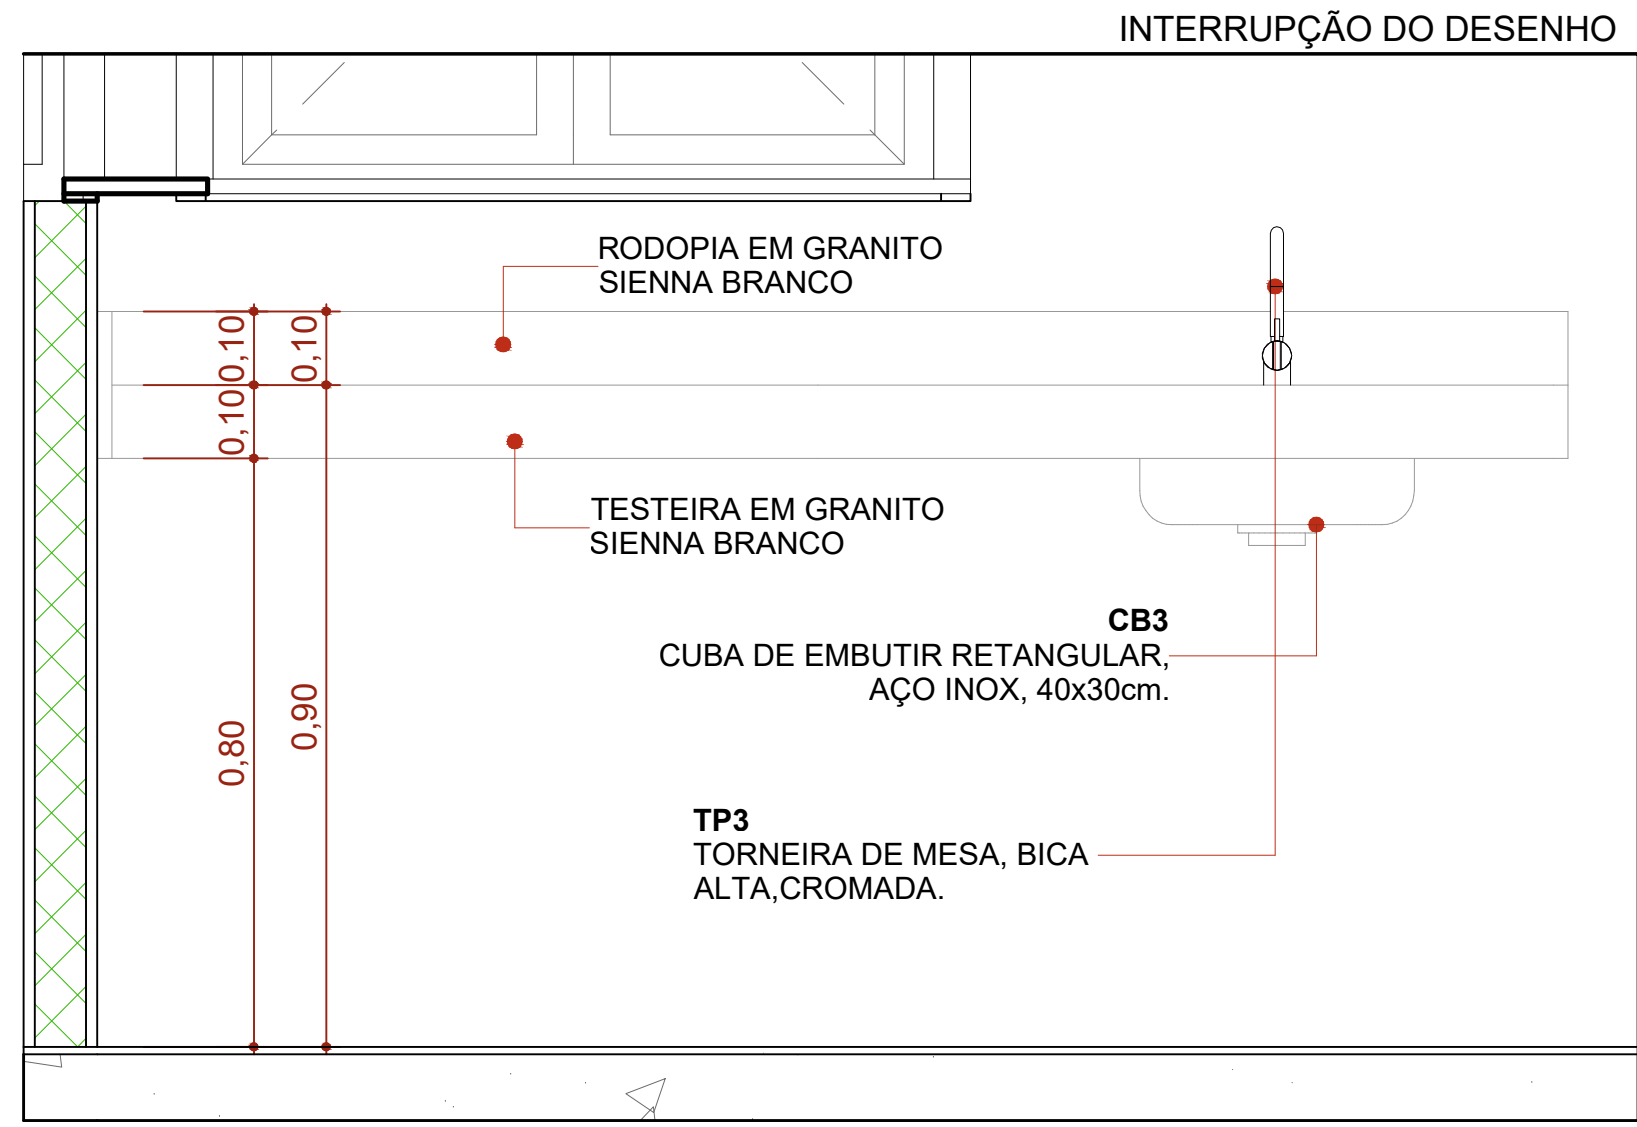 INTERRUPÇÃO DO DESENHO
RODOPIA EM GRANITO
SIENNA BRANCO
0,10
0,10
0,10
TESTEIRA EM GRANITO
SIENNA BRANCO
CB3
CUBA DE EMBUTIR RETANGULAR,
AÇO INOX, 40x30cm.
0,80
0,90
TP3
TORNEIRA DE MESA, BICA
ALTA,CROMADA.